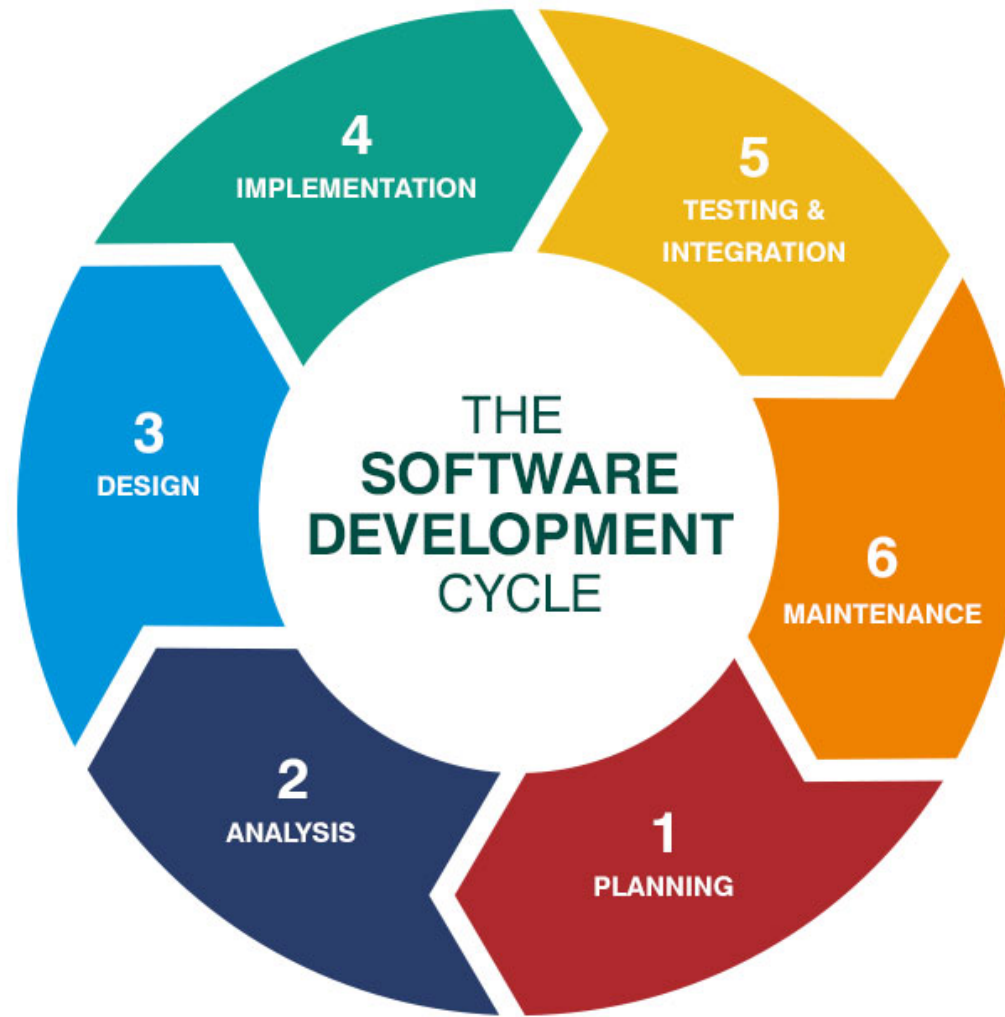 THE
SOFTWARE
DEVELOPMENT
CYCLE
1
PLANNING
2
ANALYSIS
3
DESIGN
4
IMPLEMENTATION
5
TESTING &
INTEGRATION
6
MAINTENANCE